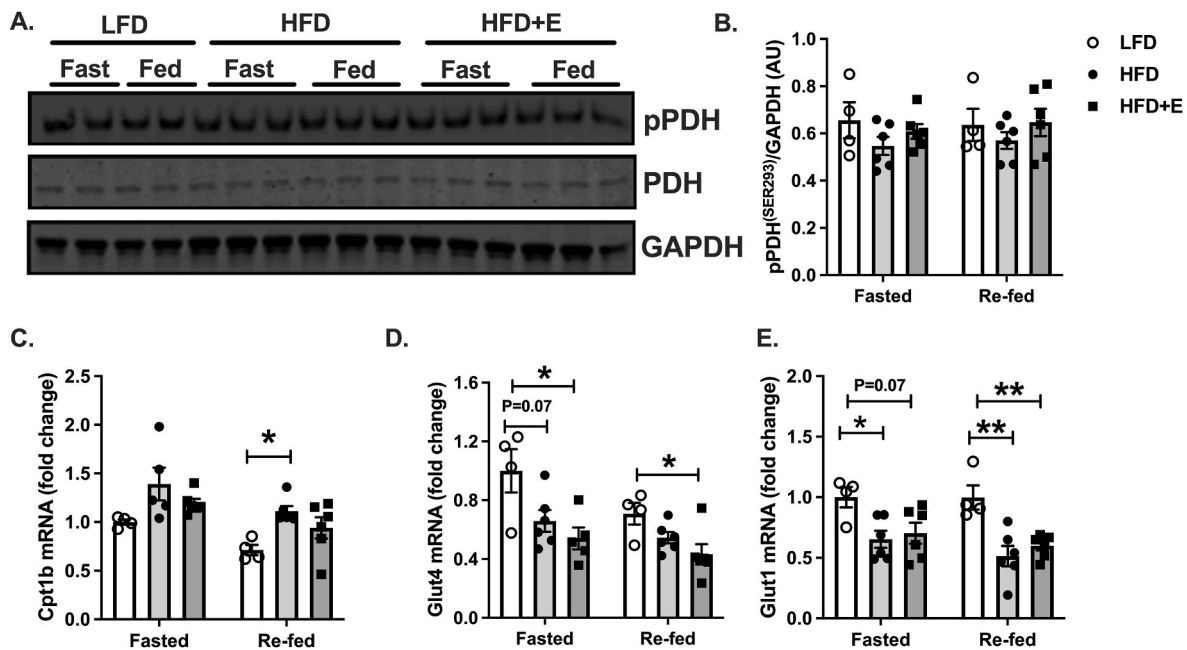 A.
LFD HFD HFD+E
Fast Fed Fast Fed Fast Fed
pPDH
PDH
GAPDH
B.
pPDH(SER293)/GAPDH (AU)
1.0
0.8
0.6
0.4
0.2
0.0
Fasted Re-fed
LFD
HFD
HFD+E
C.
Cpt1b mRNA (fold change)
2.5
2.0
1.5
1.0
0.5
0.0
*
Fasted Re-fed
D.
Glut4 mRNA (fold change)
1.6
1.2
0.8
0.4
0.0
*
P=0.07
*
Fasted Re-fed
E.
Glut1 mRNA (fold change)
2.0
1.5
1.0
0.5
0.0
P=0.07
*
**
**
Fasted Re-fed